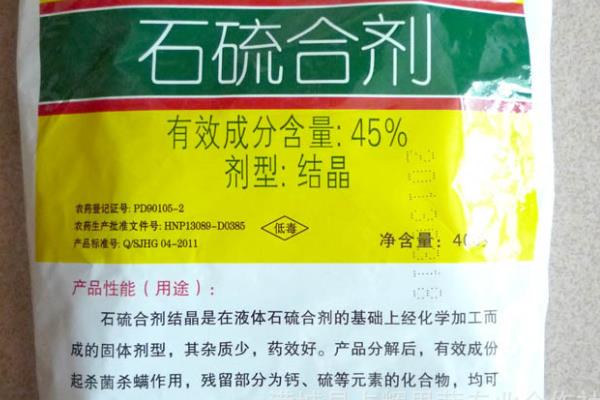 石硫合剂
有效成分含量: 45%
剂型: 结晶
农药登记证号: PD90105-2
农药生产批准文件号: HNP13089-D0385
产品标准号: Q/SJHG 04-2011
低毒
净含量:
产品性能（用途）:
石硫合剂结晶是在液体石硫合剂的基础上经化学加工而
成的固体剂型，其杂质少，药效好。产品分解后，有效成份
起杀菌杀螨作用，残留部分为钙、硫等元素的化合物，均可